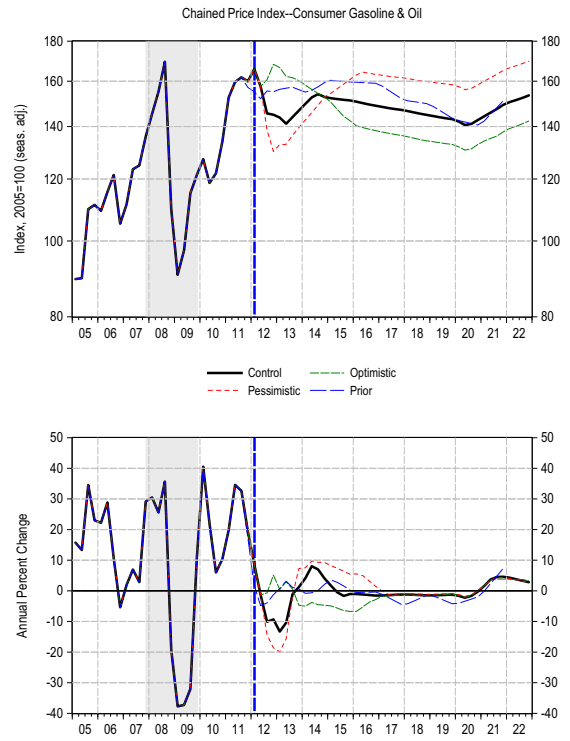 Chained Price Index--Consumer Gasoline & Oil
180 180
160 160
140 140
120 120
100 100
80 80
Index, 2005=100 (seas. adj.)
05 06 07 08 09 10 11 12 13 14 15 16 17 18 19 20 21 22
Control Optimistic
Pessimistic Prior
50 50
40 40
30 30
20 20
10 10
0 0
-10 -10
-20 -20
-30 -30
-40 -40
Annual Percent Change
05 06 07 08 09 10 11 12 13 14 15 16 17 18 19 20 21 22